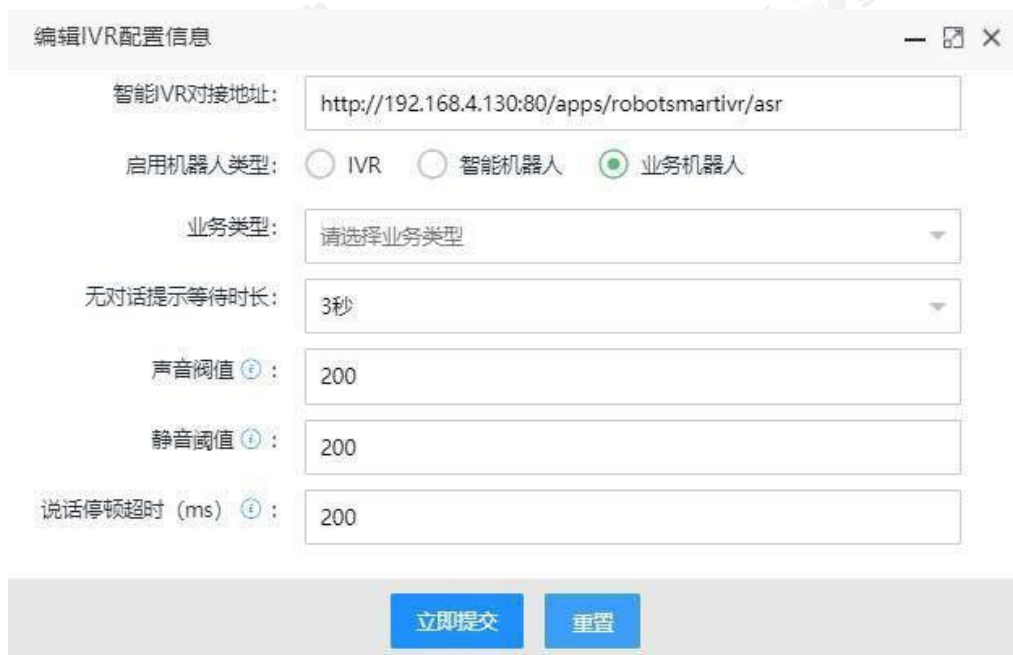 编辑IVR配置信息
智能IVR对接地址: http://192.168.4.130:80/apps/robotsmartivr/asr
启用机器人类型: IVR 智能机器人 业务机器人
业务类型: 请选择业务类型
无对话提示等待时长: 3秒
声音阀值 : 200
静音阈值 : 200
说话停顿超时（ms） : 200
立即提交 重置